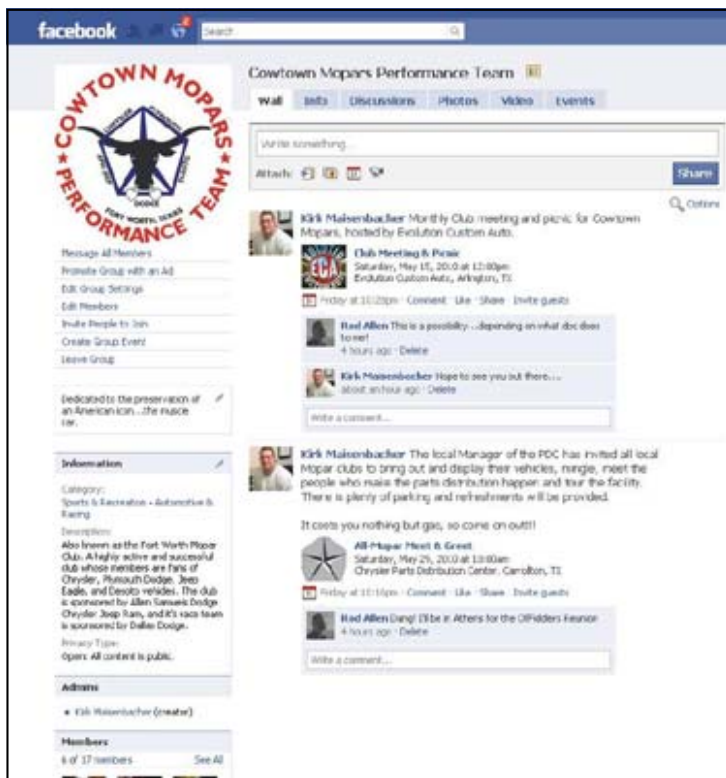 facebook
2
Search
COWTOWN MOPARS
★ PERFORMANCE TEAM ★
DODGE
FORT WORTH, TEXAS
Message All Members
Promote Group with an Ad
Edit Group Settings
Edit Members
Invite People to Join
Create Group Event
Leave Group
Dedicated to the preservation of
an American icon...the muscle
car.
Information
Category:
Sports & Recreation - Automotive &
Racing
Description:
Also known as the Fort Worth Mopar
Club. A highly active and successful
club whose members are fans of
Chrysler, Plymouth Dodge, Jeep
Eagle, and Desoto vehicles. The club
is sponsored by Allen Samuels Dodge
Chrysler Jeep Ram, and it's race team
is sponsored by Dallas Dodge.
Privacy Type:
Open: All content is public.
Admins
Kirk Maisenbacher (creator)
Members
6 of 17 members See All
Cowtown Mopars Performance Team
Wall Info Discussions Photos Video Events
Write something...
Attach:
Share
Options
Kirk Maisenbacher Monthly Club meeting and picnic for Cowtown
Mopars, hosted by Evolution Custom Auto.
ECA
Club Meeting & Picnic
Saturday, May 15, 2010 at 12:00pm
Evolution Custom Auto, Arlington, TX
Friday at 10:20pm · Comment · Like · Share · Invite guests
Rod Allen This is a possibility...depending on what doc does
to me!
4 hours ago · Delete
Kirk Maisenbacher Hope to see you out there....
about an hour ago · Delete
Write a comment...
Kirk Maisenbacher The local Manager of the PDC has invited all local
Mopar clubs to bring out and display their vehicles, mingle, meet the
people who make the parts distribution happen and tour the facility.
There is plenty of parking and refreshments will be provided.
It costs you nothing but gas, so come on out!!!
All-Mopar Meet & Greet
Saturday, May 29, 2010 at 10:00am
Chrysler Parts Distribution Center, Carrolton, TX
Friday at 10:16pm · Comment · Like · Share · Invite guests
Rod Allen Dang! I'll be in Athens for the Ol'Fidders Reunion
4 hours ago · Delete
Write a comment...